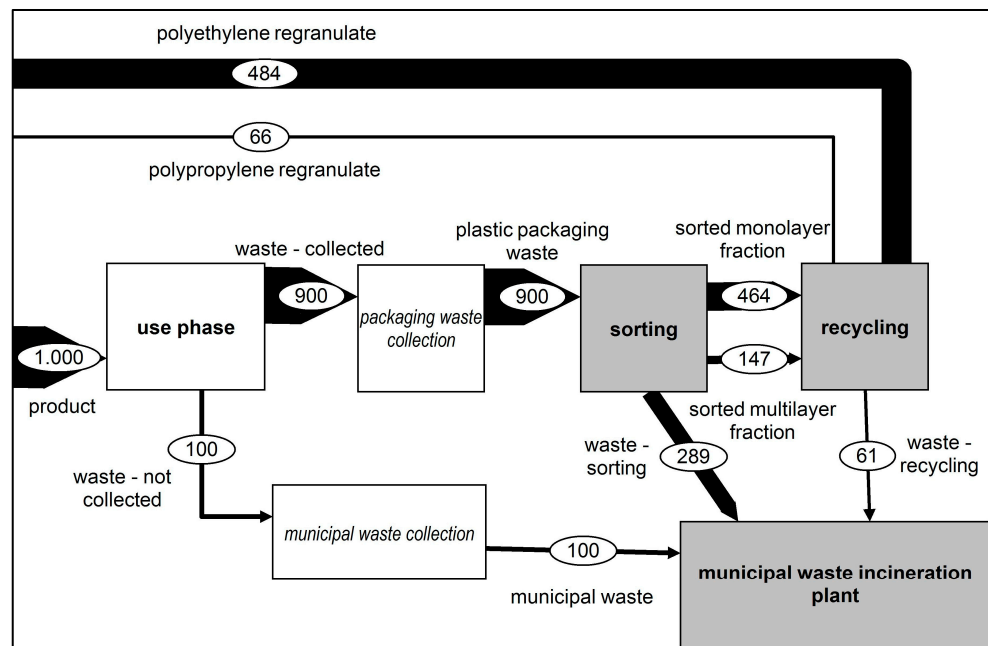 polyethylene regranulate
484
66
polypropylene regranulate
waste - collected
plastic packaging
waste
sorted monolayer
fraction
900
900
464
use phase
packaging waste
collection
sorting
recycling
1.000
147
product
sorted multilayer
fraction
100
waste - not
collected
waste -
sorting
289
61
waste -
recycling
municipal waste collection
100
municipal waste
municipal waste incineration
plant